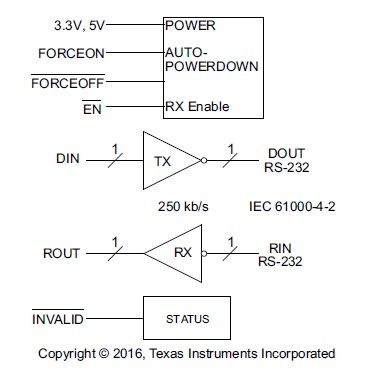 3.3V, 5V POWER
FORCEON AUTO-
POWERDOWN
FORCEOFF
EN RX Enable
DIN 1 TX 1 DOUT
RS-232
250 kb/s IEC 61000-4-2
ROUT 1 RX 1 RIN
RS-232
INVALID STATUS
Copyright © 2016, Texas Instruments Incorporated